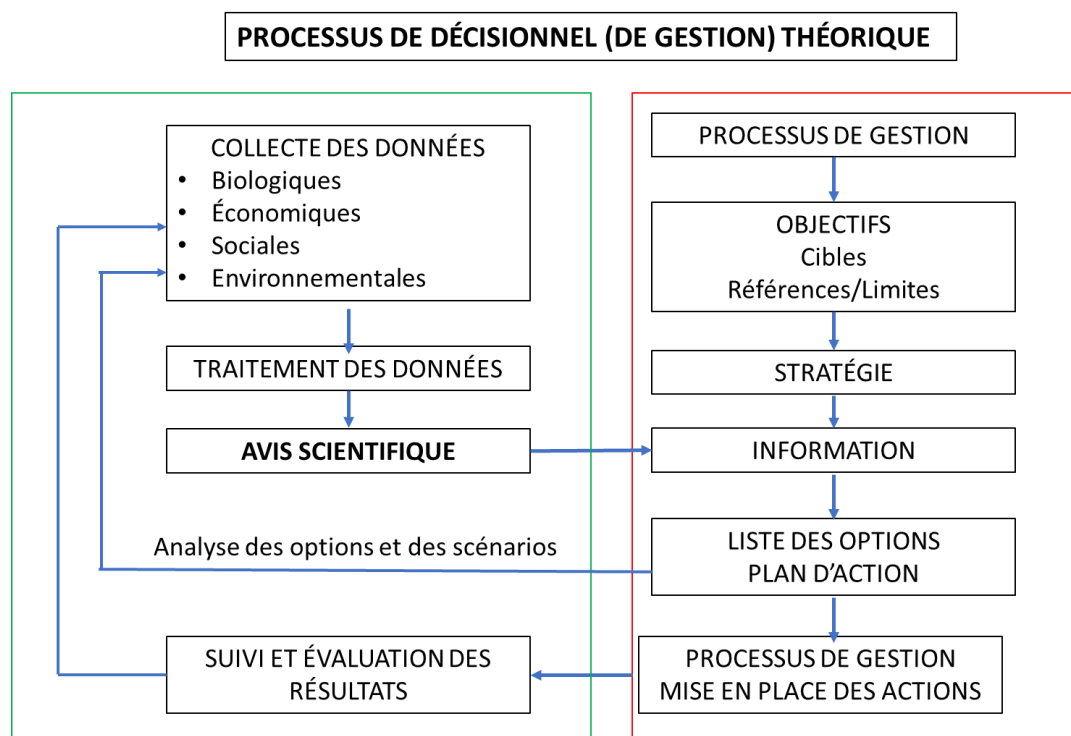 PROCESSUS DE DÉCISIONNEL (DE GESTION) THÉORIQUE
COLLECTE DES DONNÉES
• Biologiques
• Économiques
• Sociales
• Environnementales
TRAITEMENT DES DONNÉES
AVIS SCIENTIFIQUE
Analyse des options et des scénarios
SUIVI ET ÉVALUATION DES
RÉSULTATS
PROCESSUS DE GESTION
OBJECTIFS
Cibles
Références/Limites
STRATÉGIE
INFORMATION
LISTE DES OPTIONS
PLAN D’ACTION
PROCESSUS DE GESTION
MISE EN PLACE DES ACTIONS